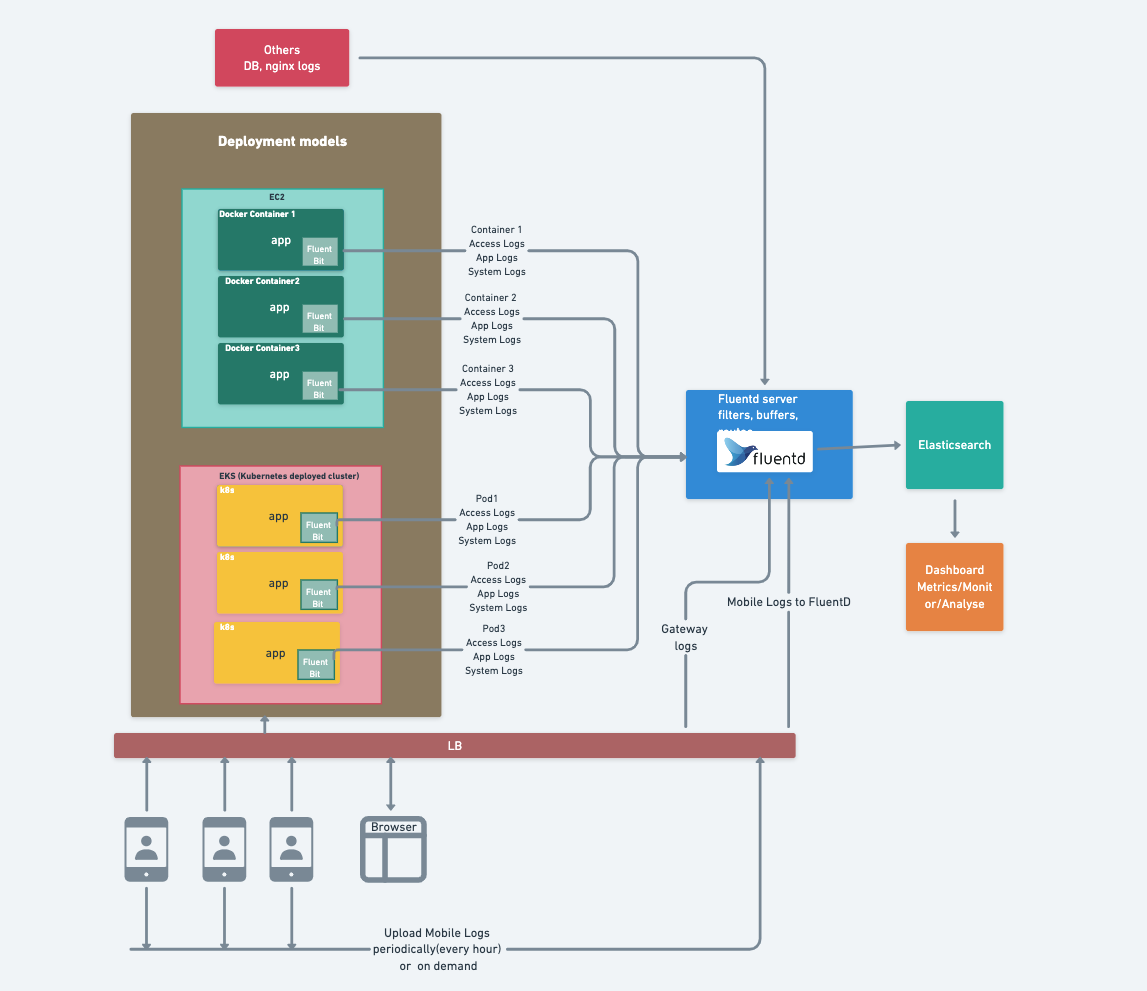 Others
DB, nginx logs
Deployment models
EC2
Docker Container 1
app
Fluent
Bit
Docker Container2
app
Fluent
Bit
Docker Container3
app
Fluent
Bit
Container 1
Access Logs
App Logs
System Logs
Container 2
Access Logs
App Logs
System Logs
Container 3
Access Logs
App Logs
System Logs
EKS (Kubernetes deployed cluster)
k8s
app
Fluent
Bit
k8s
app
Fluent
Bit
k8s
app
Fluent
Bit
Pod1
Access Logs
App Logs
System Logs
Pod2
Access Logs
App Logs
System Logs
Pod3
Access Logs
App Logs
System Logs
Fluentd server
filters, buffers,
fluentd
Elasticsearch
Dashboard
Metrics/Monit
or/Analyse
Mobile Logs to FluentD
Gateway
logs
LB
Browser
Upload Mobile Logs
periodically(every hour)
or on demand